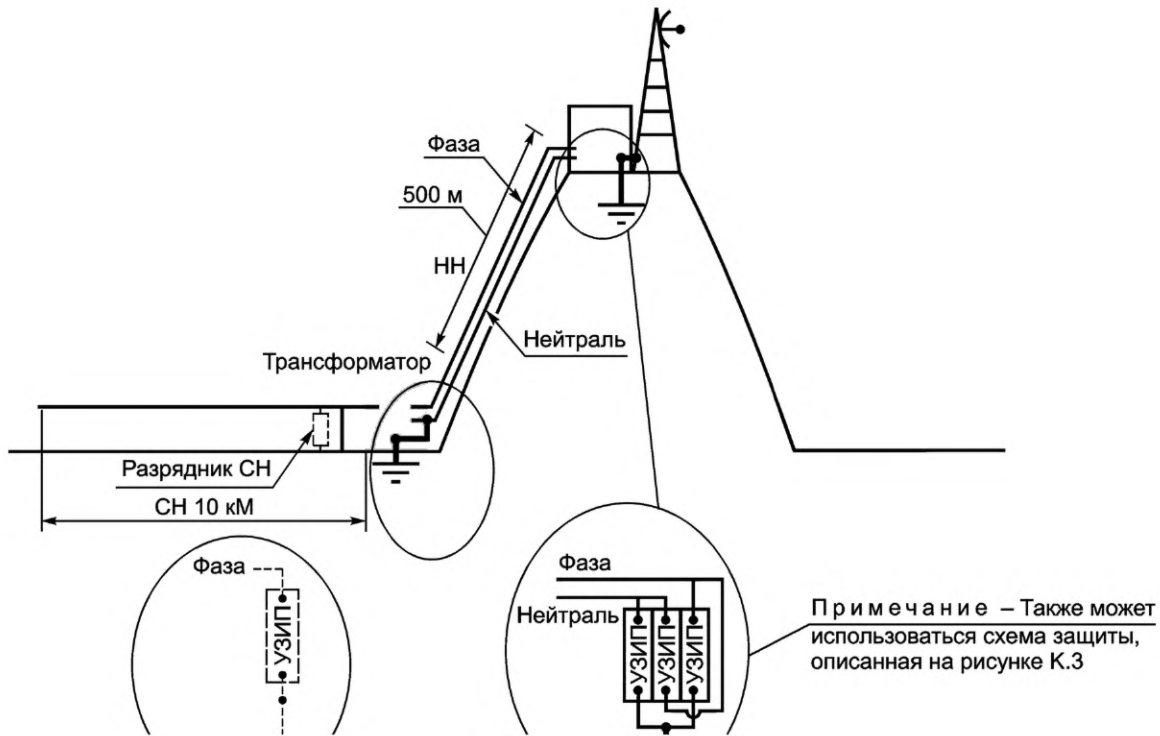 Фаза
500 м
НН
Нейтраль
Трансформатор
Разрядник СН
СН 10 кМ
Фаза
УЗИП
Фаза
Нейтраль
УЗИП
УЗИП
УЗИП
Примечание – Также может
использоваться схема защиты,
описанная на рисунке К.3